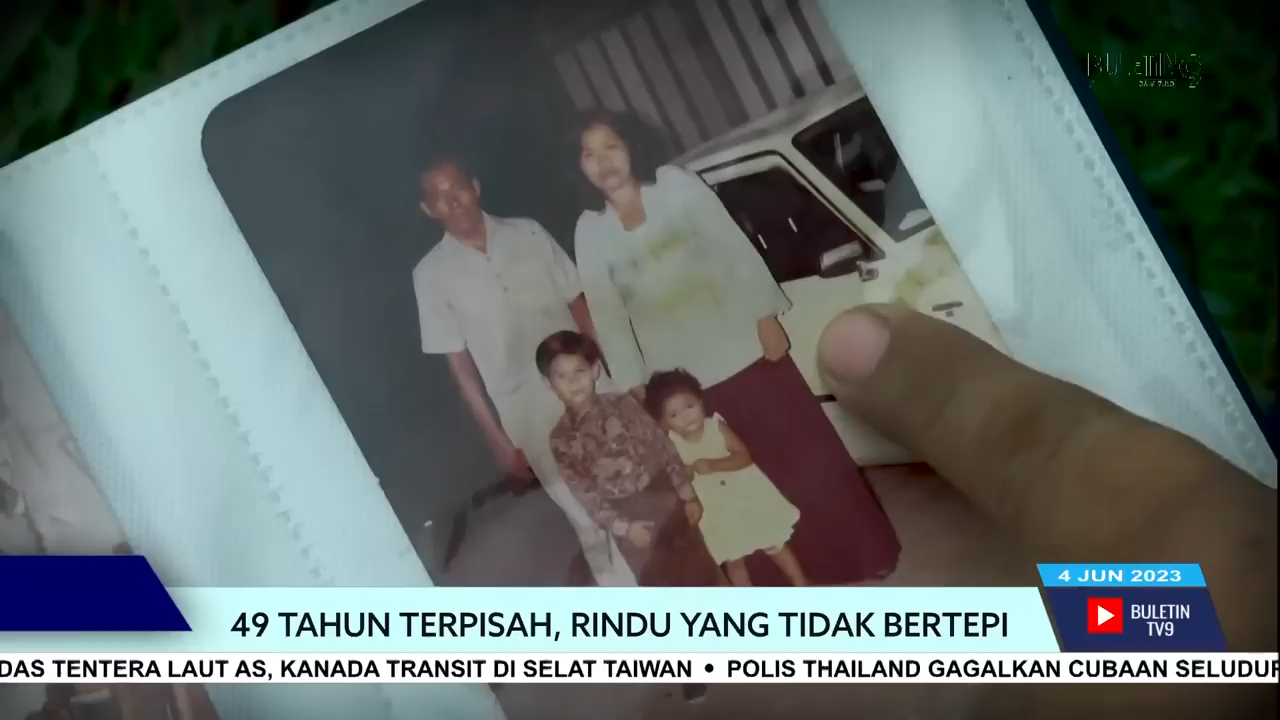 BULETIN9
4 JUN 2023
49 TAHUN TERPISAH, RINDU YANG TIDAK BERTEPI
BULETIN
TV9
DAS TENTERA LAUT AS, KANADA TRANSIT DI SELAT TAIWAN • POLIS THAILAND GAGALKAN CUBAAN SELUDUP